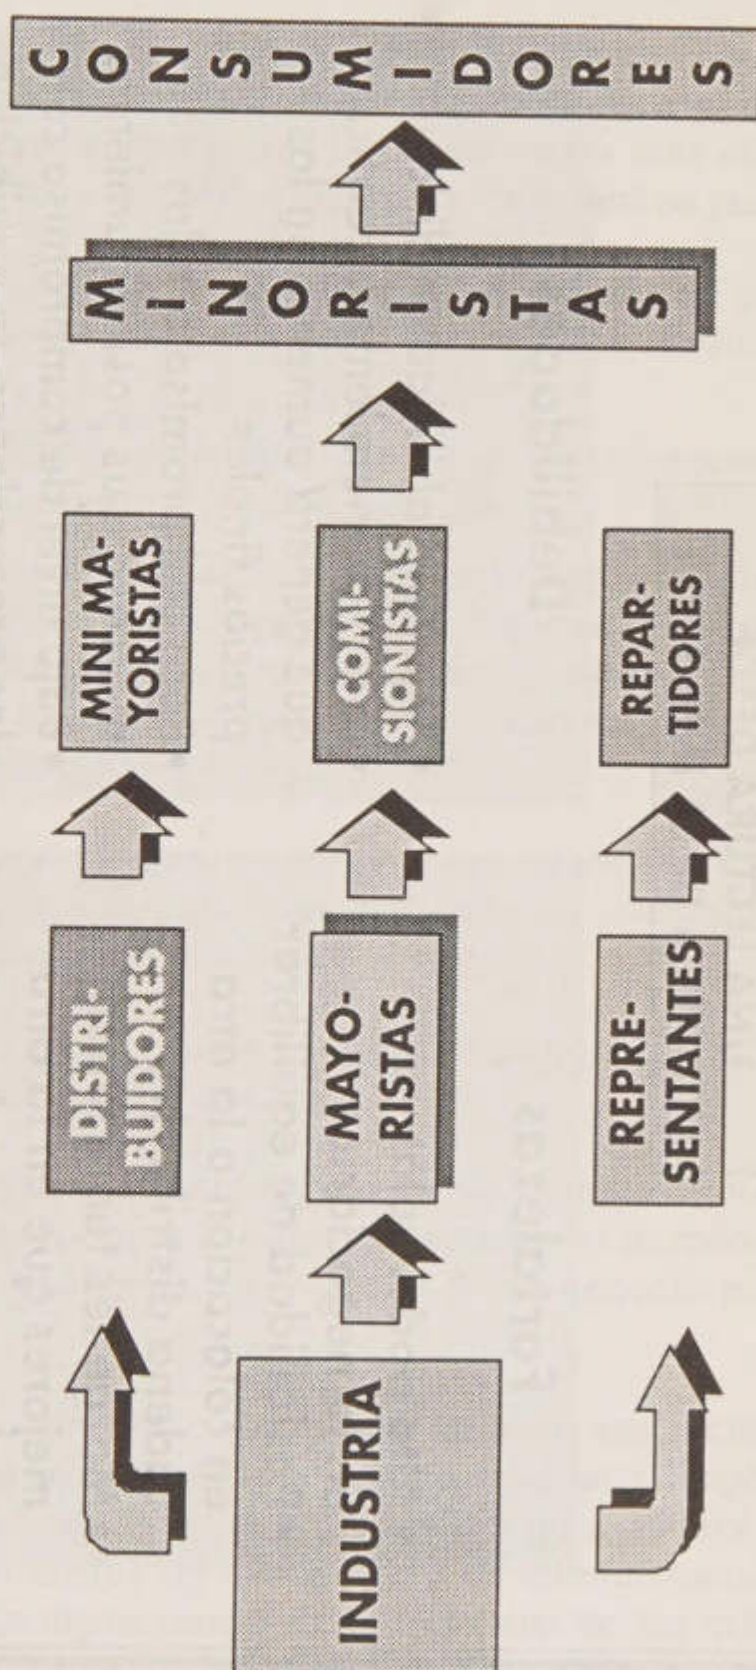 INDUSTRIA
DISTRI-
BUIDORES
MAYO-
RISTAS
REPRE-
SENTANTES
MINI MA-
YORISTAS
COMI-
SIONISTAS
REPAR-
TIDORES
MINORISTAS
CONSUMIDORES